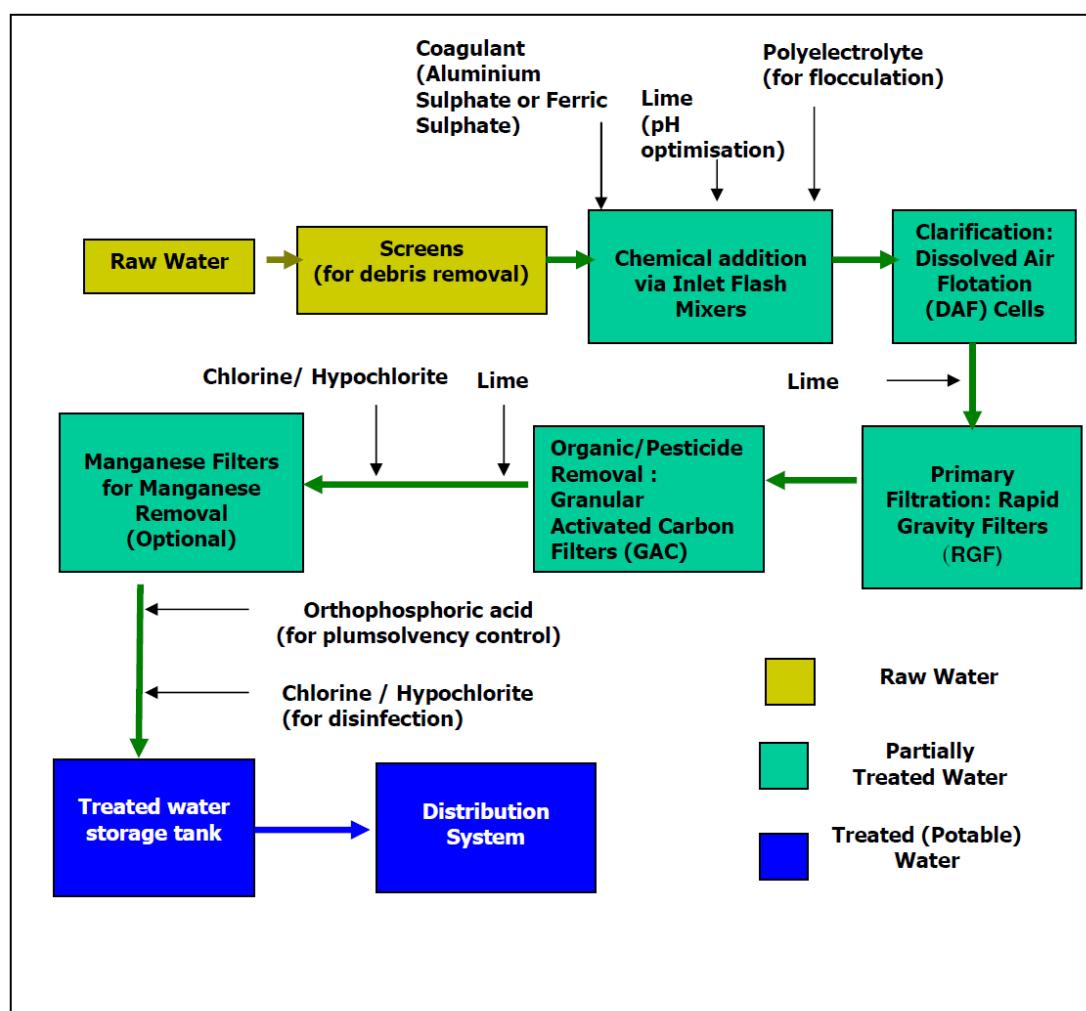 Coagulant
(Aluminium
Sulphate or Ferric
Sulphate)
Lime
(pH
optimisation)
Polyelectrolyte
(for flocculation)
Raw Water
Screens
(for debris removal)
Chemical addition
via Inlet Flash
Mixers
Clarification:
Dissolved Air
Flotation
(DAF) Cells
Chlorine/ Hypochlorite
Lime
Lime
Manganese Filters
for Manganese
Removal
(Optional)
Organic/Pesticide
Removal :
Granular
Activated Carbon
Filters (GAC)
Primary
Filtration: Rapid
Gravity Filters
(RGF)
Orthophosphoric acid
(for plumsolvency control)
Chlorine / Hypochlorite
(for disinfection)
Treated water
storage tank
Distribution
System
Raw Water
Partially
Treated Water
Treated (Potable)
Water